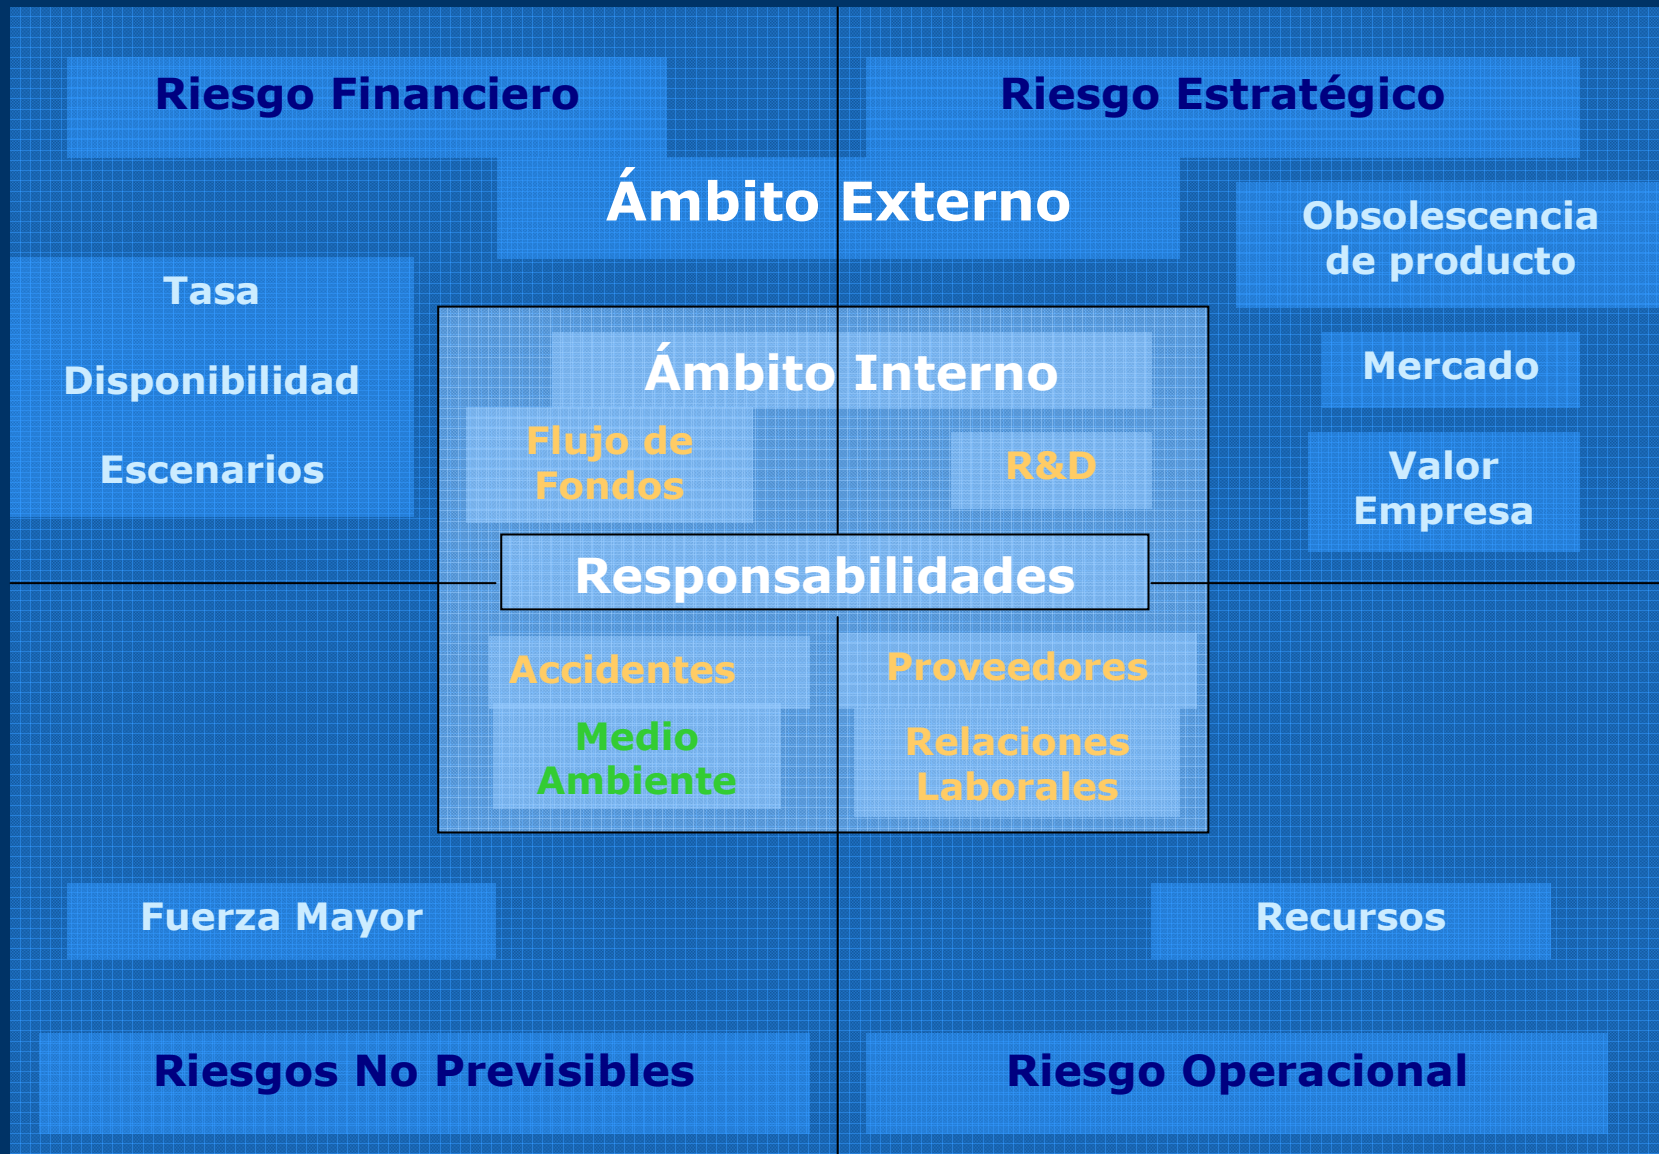 Riesgo Financiero
Riesgo Estratégico
Ámbito Externo
Obsolescencia
de producto
Tasa
Disponibilidad
Escenarios
Ámbito Interno
Mercado
Flujo de
Fondos
R&D
Valor
Empresa
Responsabilidades
Accidentes
Proveedores
Medio
Ambiente
Relaciones
Laborales
Fuerza Mayor
Recursos
Riesgos No Previsibles
Riesgo Operacional